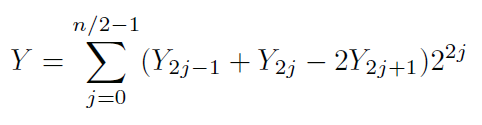 Y = \sum_{j=0}^{n/2-1} (Y_{2j-1} + Y_{2j} - 2Y_{2j+1})2^{2j}